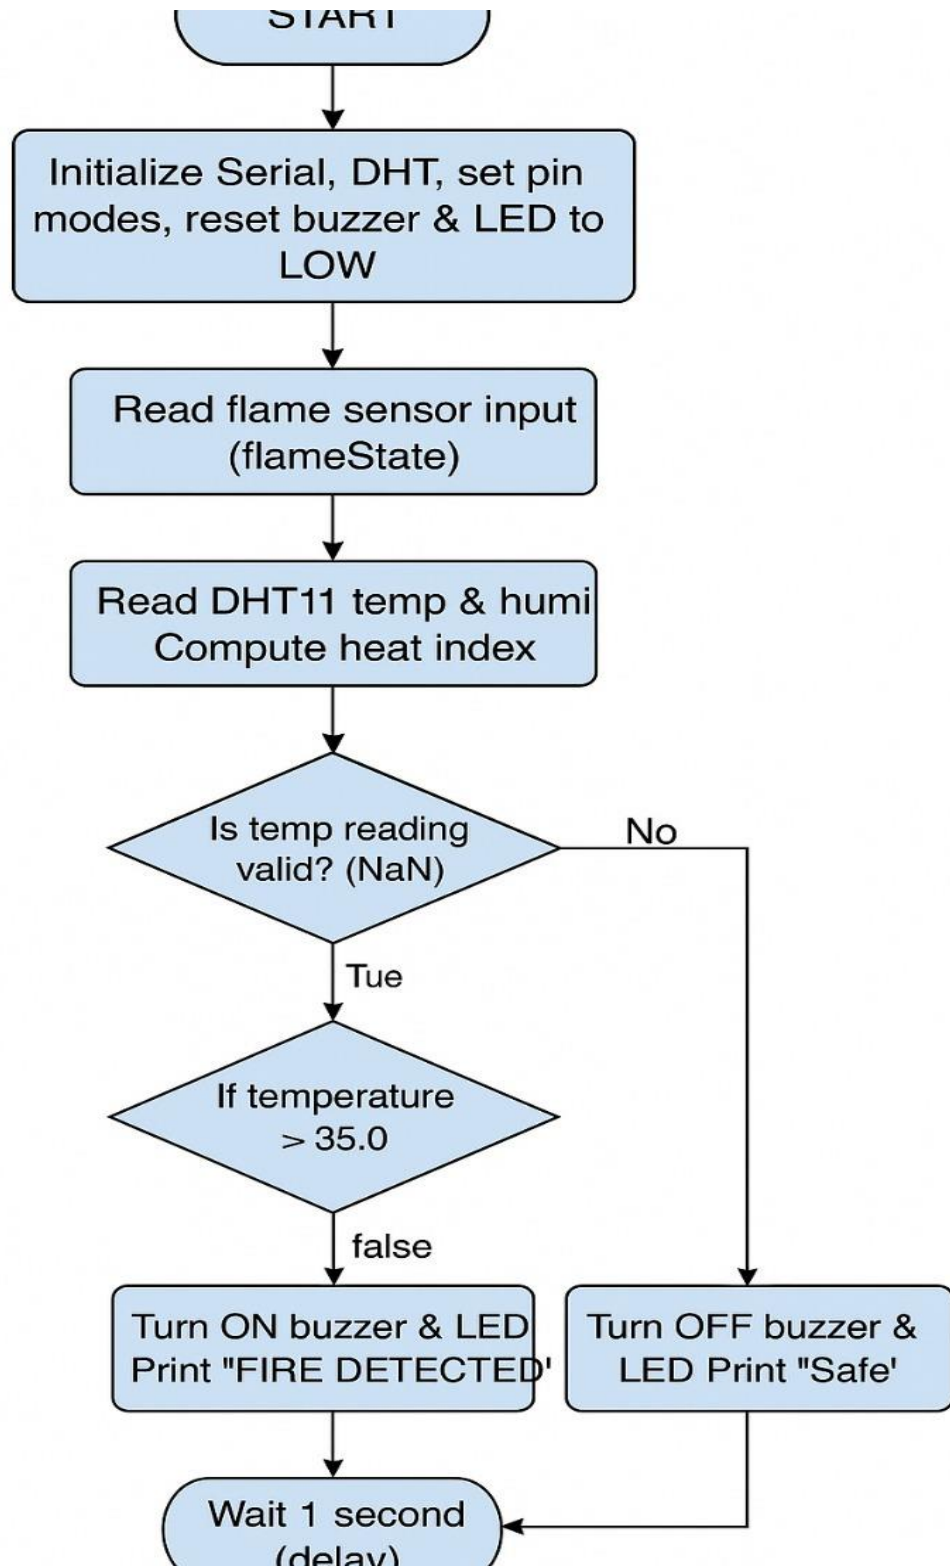 START
Initialize Serial, DHT, set pin
modes, reset buzzer & LED to
LOW
Read flame sensor input
(flameState)
Read DHT11 temp & humi
Compute heat index
Is temp reading
valid? (NaN)
No
Tue
If temperature
> 35.0
false
Turn ON buzzer & LED
Print "FIRE DETECTED'
Turn OFF buzzer &
LED Print "Safe'
Wait 1 second
(delay)